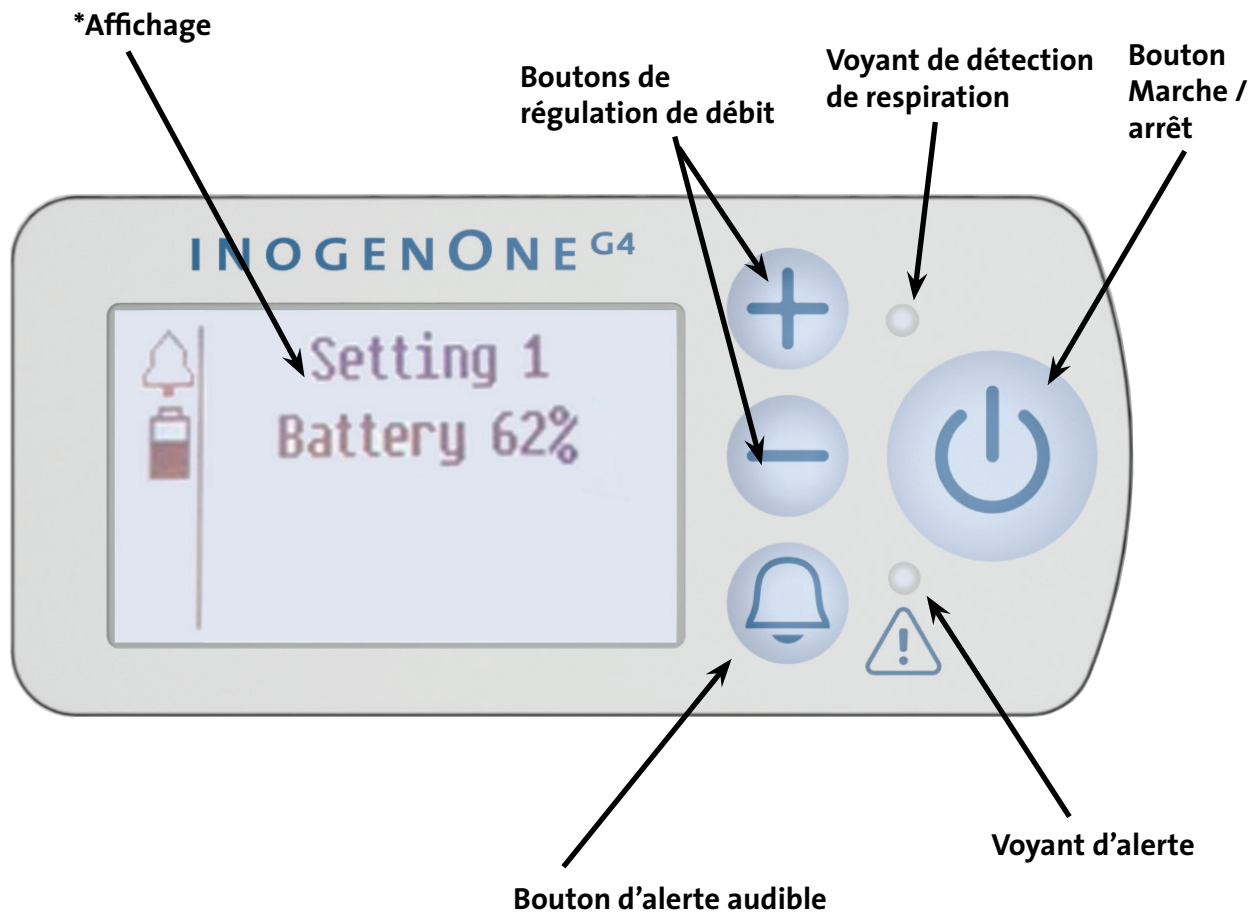 *Affichage
Boutons de
régulation de débit
Voyant de détection
de respiration
Bouton
Marche /
arrêt
INOGENONE G4
Setting 1
Battery 62%
Voyant d’alerte
Bouton d’alerte audible